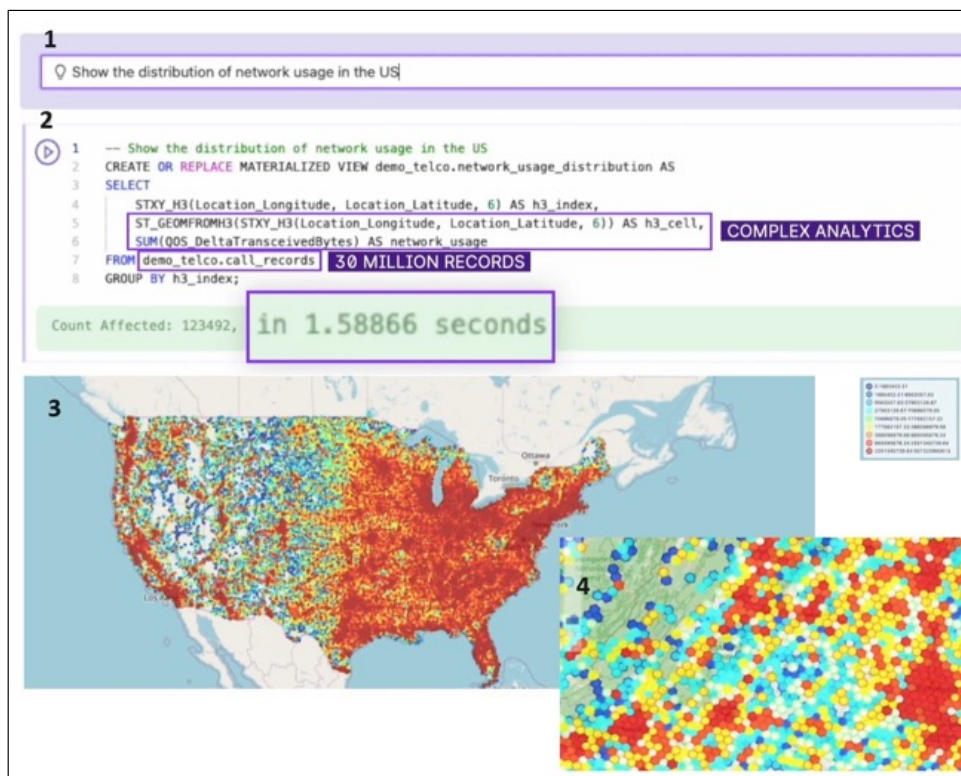 1
Show the distribution of network usage in the US
2
1 -- Show the distribution of network usage in the US
2 CREATE OR REPLACE MATERIALIZED VIEW demo_telco.network_usage_distribution AS
3 SELECT
4 STXY_H3(Location_Longitude, Location_Latitude, 6) AS h3_index,
5 ST_GEOMFROMH3(STXY_H3(Location_Longitude, Location_Latitude, 6)) AS h3_cell,
6 SUM(QOS_DeltaTransceivedBytes) AS network_usage
COMPLEX ANALYTICS
7 FROM demo_telco.call_records
30 MILLION RECORDS
8 GROUP BY h3_index;
Count Affected: 123492, in 1.58866 seconds
3
Ottawa
Toronto
New York
4